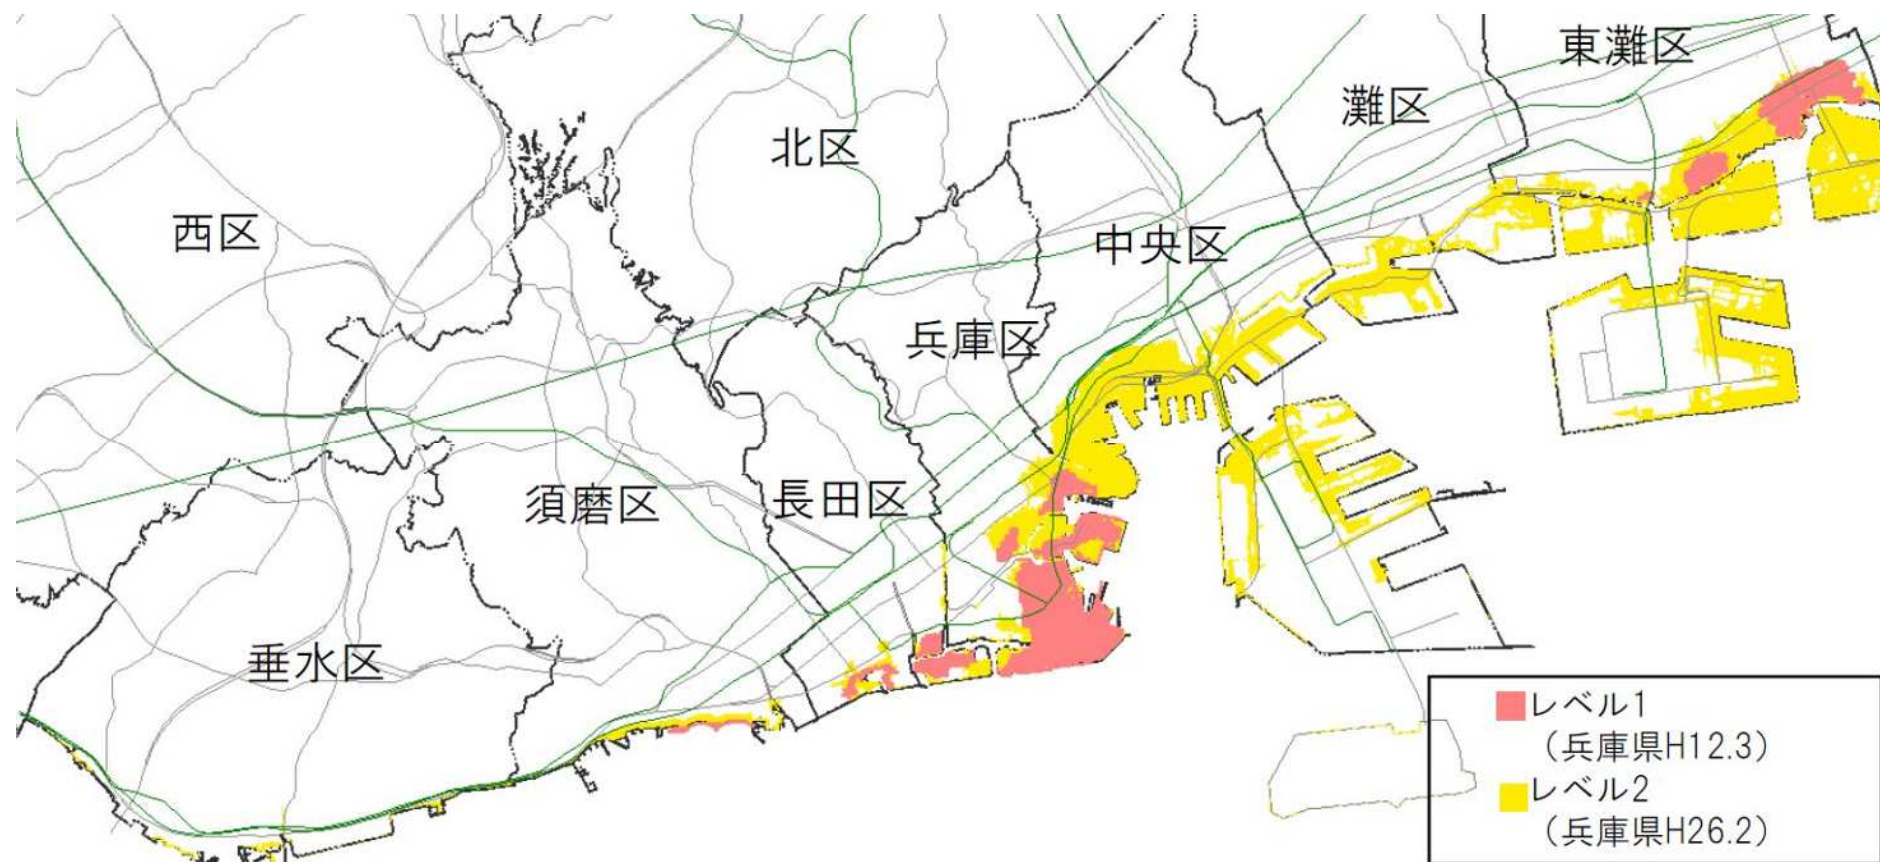 東灘区
灘区
北区
西区
中央区
兵庫区
須磨区
長田区
垂水区
レベル1
（兵庫県H12.3）
レベル2
（兵庫県H26.2）